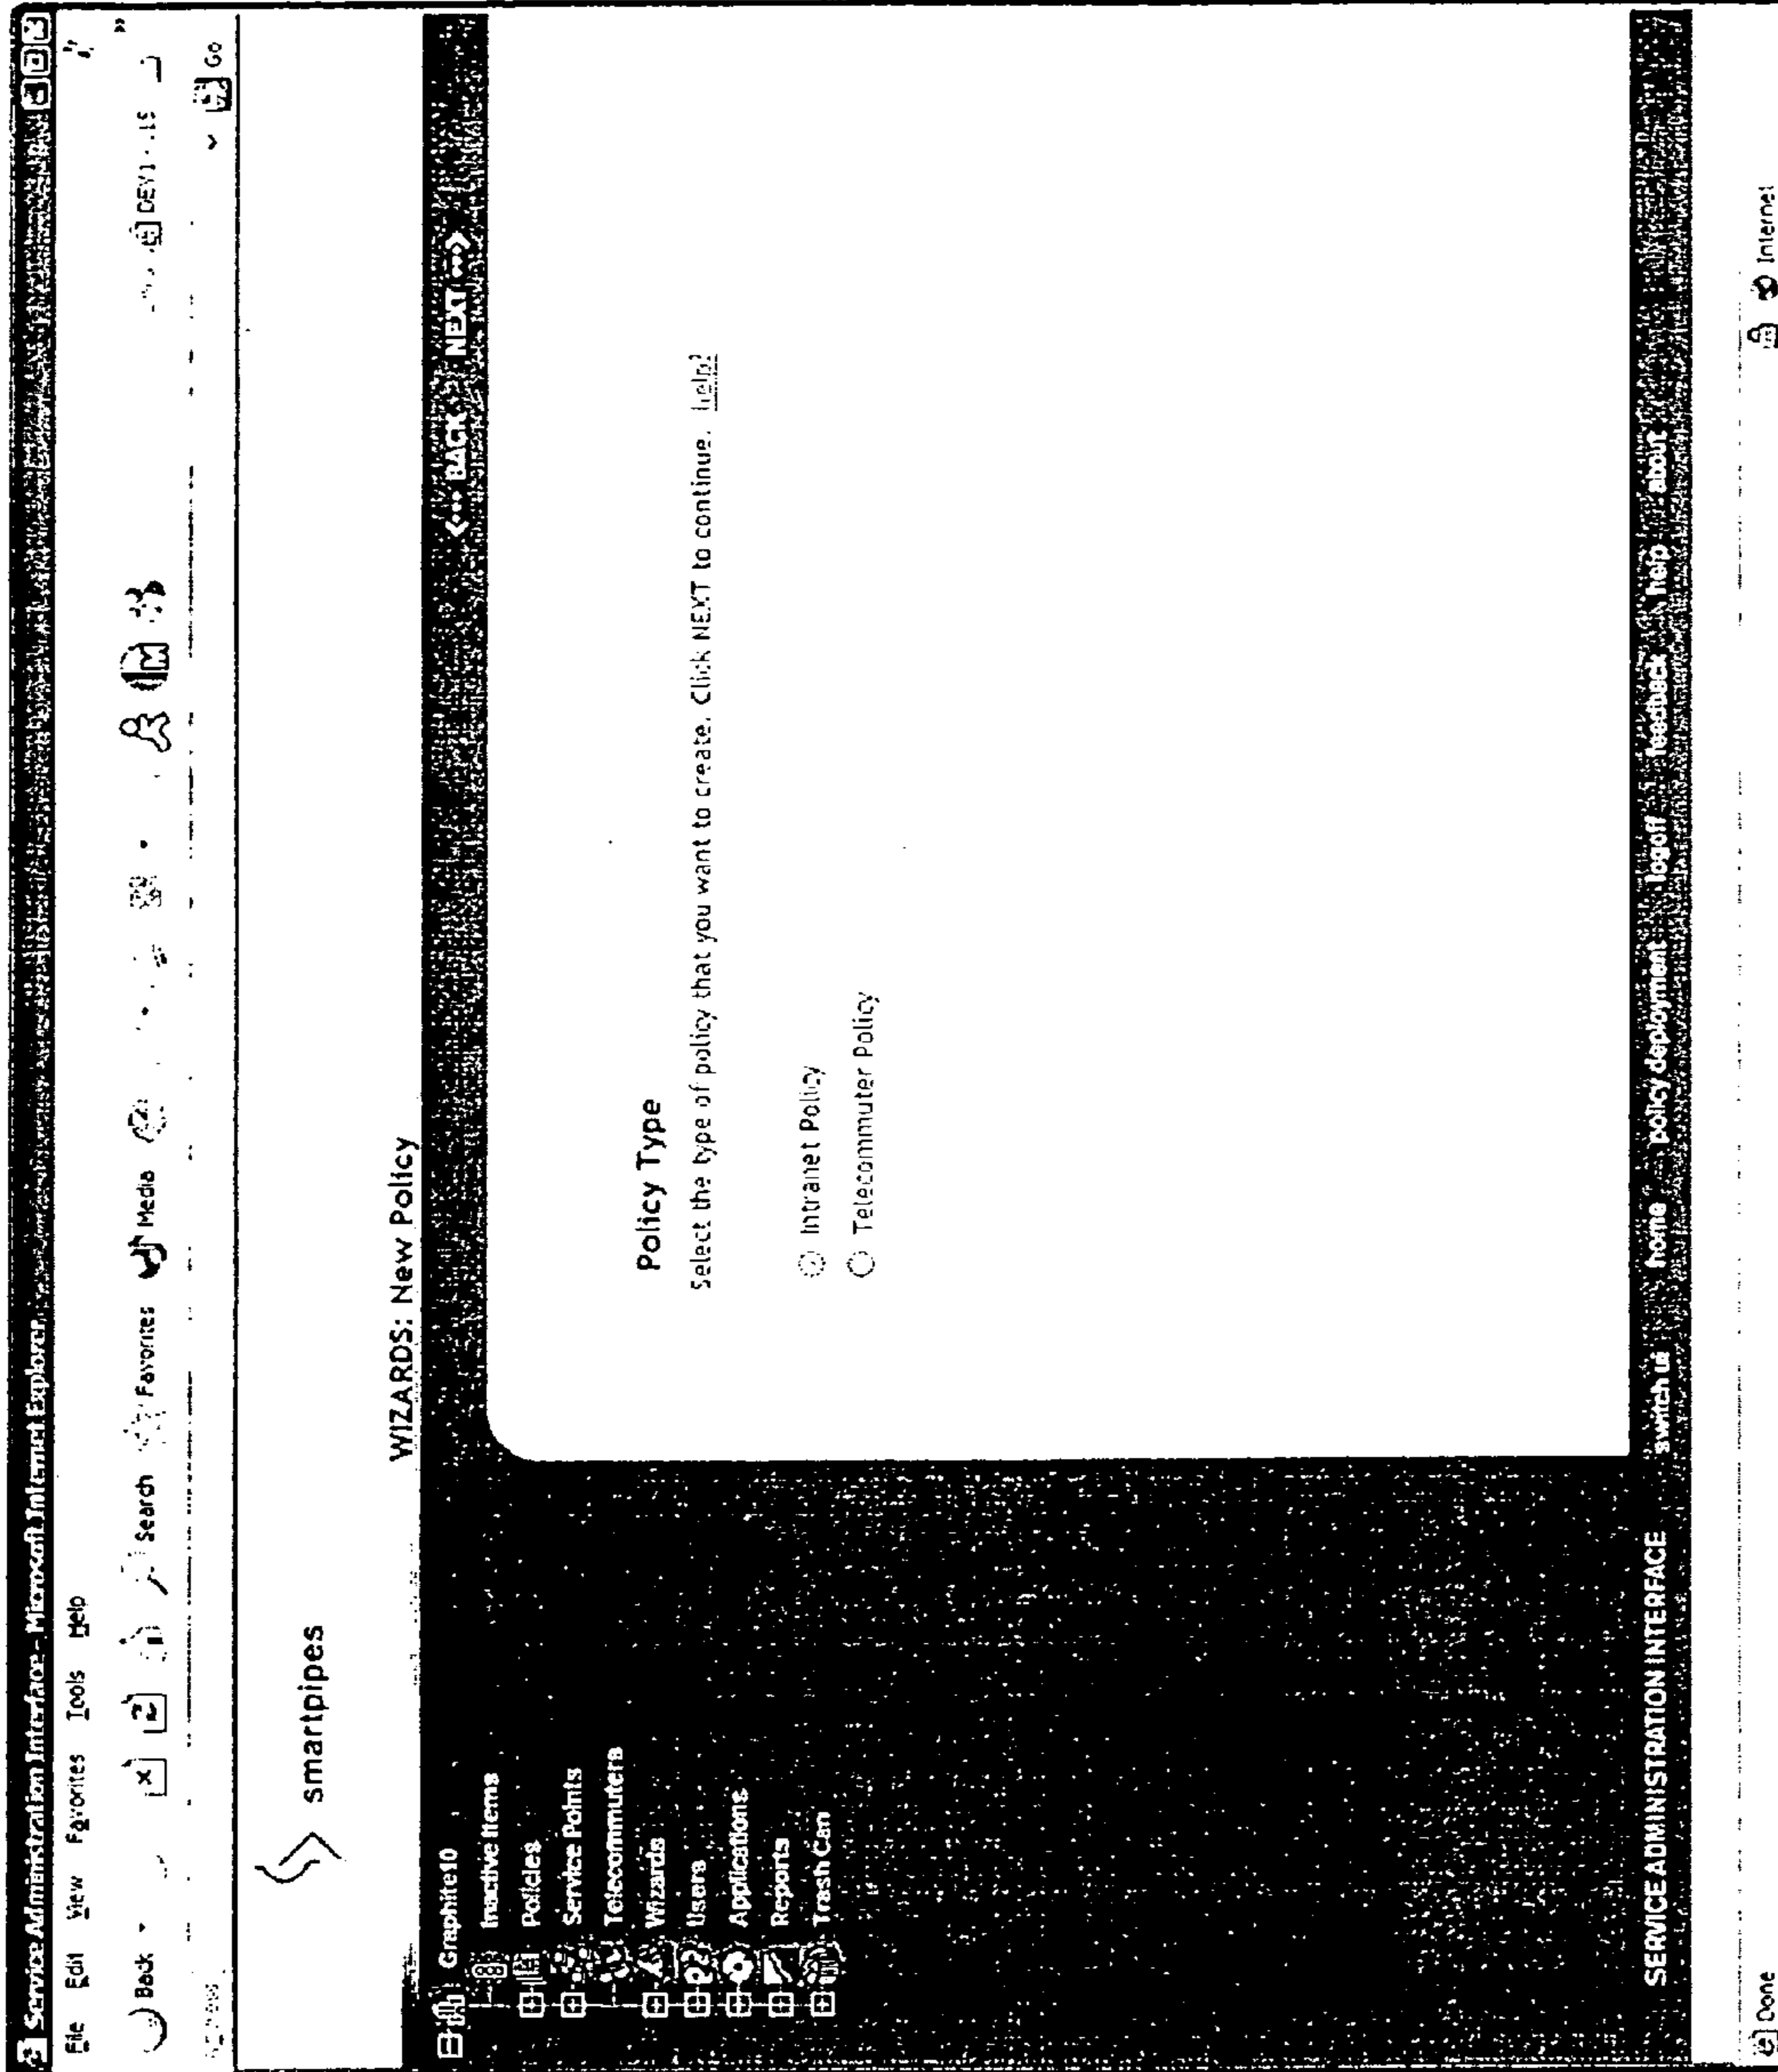 Service Administration Interface - Microsoft Internet Explorer
File Edit View Favorites Tools Help
Back Search Favorites Media DEV1
Go
smartpipes
WIZARDS: New Policy
Graphite10
<--- BACK NEXT --->
Inactive Items
Policies
Service Points
Telecommuters
Wizards
Users
Applications
Reports
Trash Can
Policy Type
Select the type of policy that you want to create. Click NEXT to continue. help?
Intranet Policy
Telecommuter Policy
SERVICE ADMINISTRATION INTERFACE
switch ui home policy deployment logoff feedback help about
Done Internet